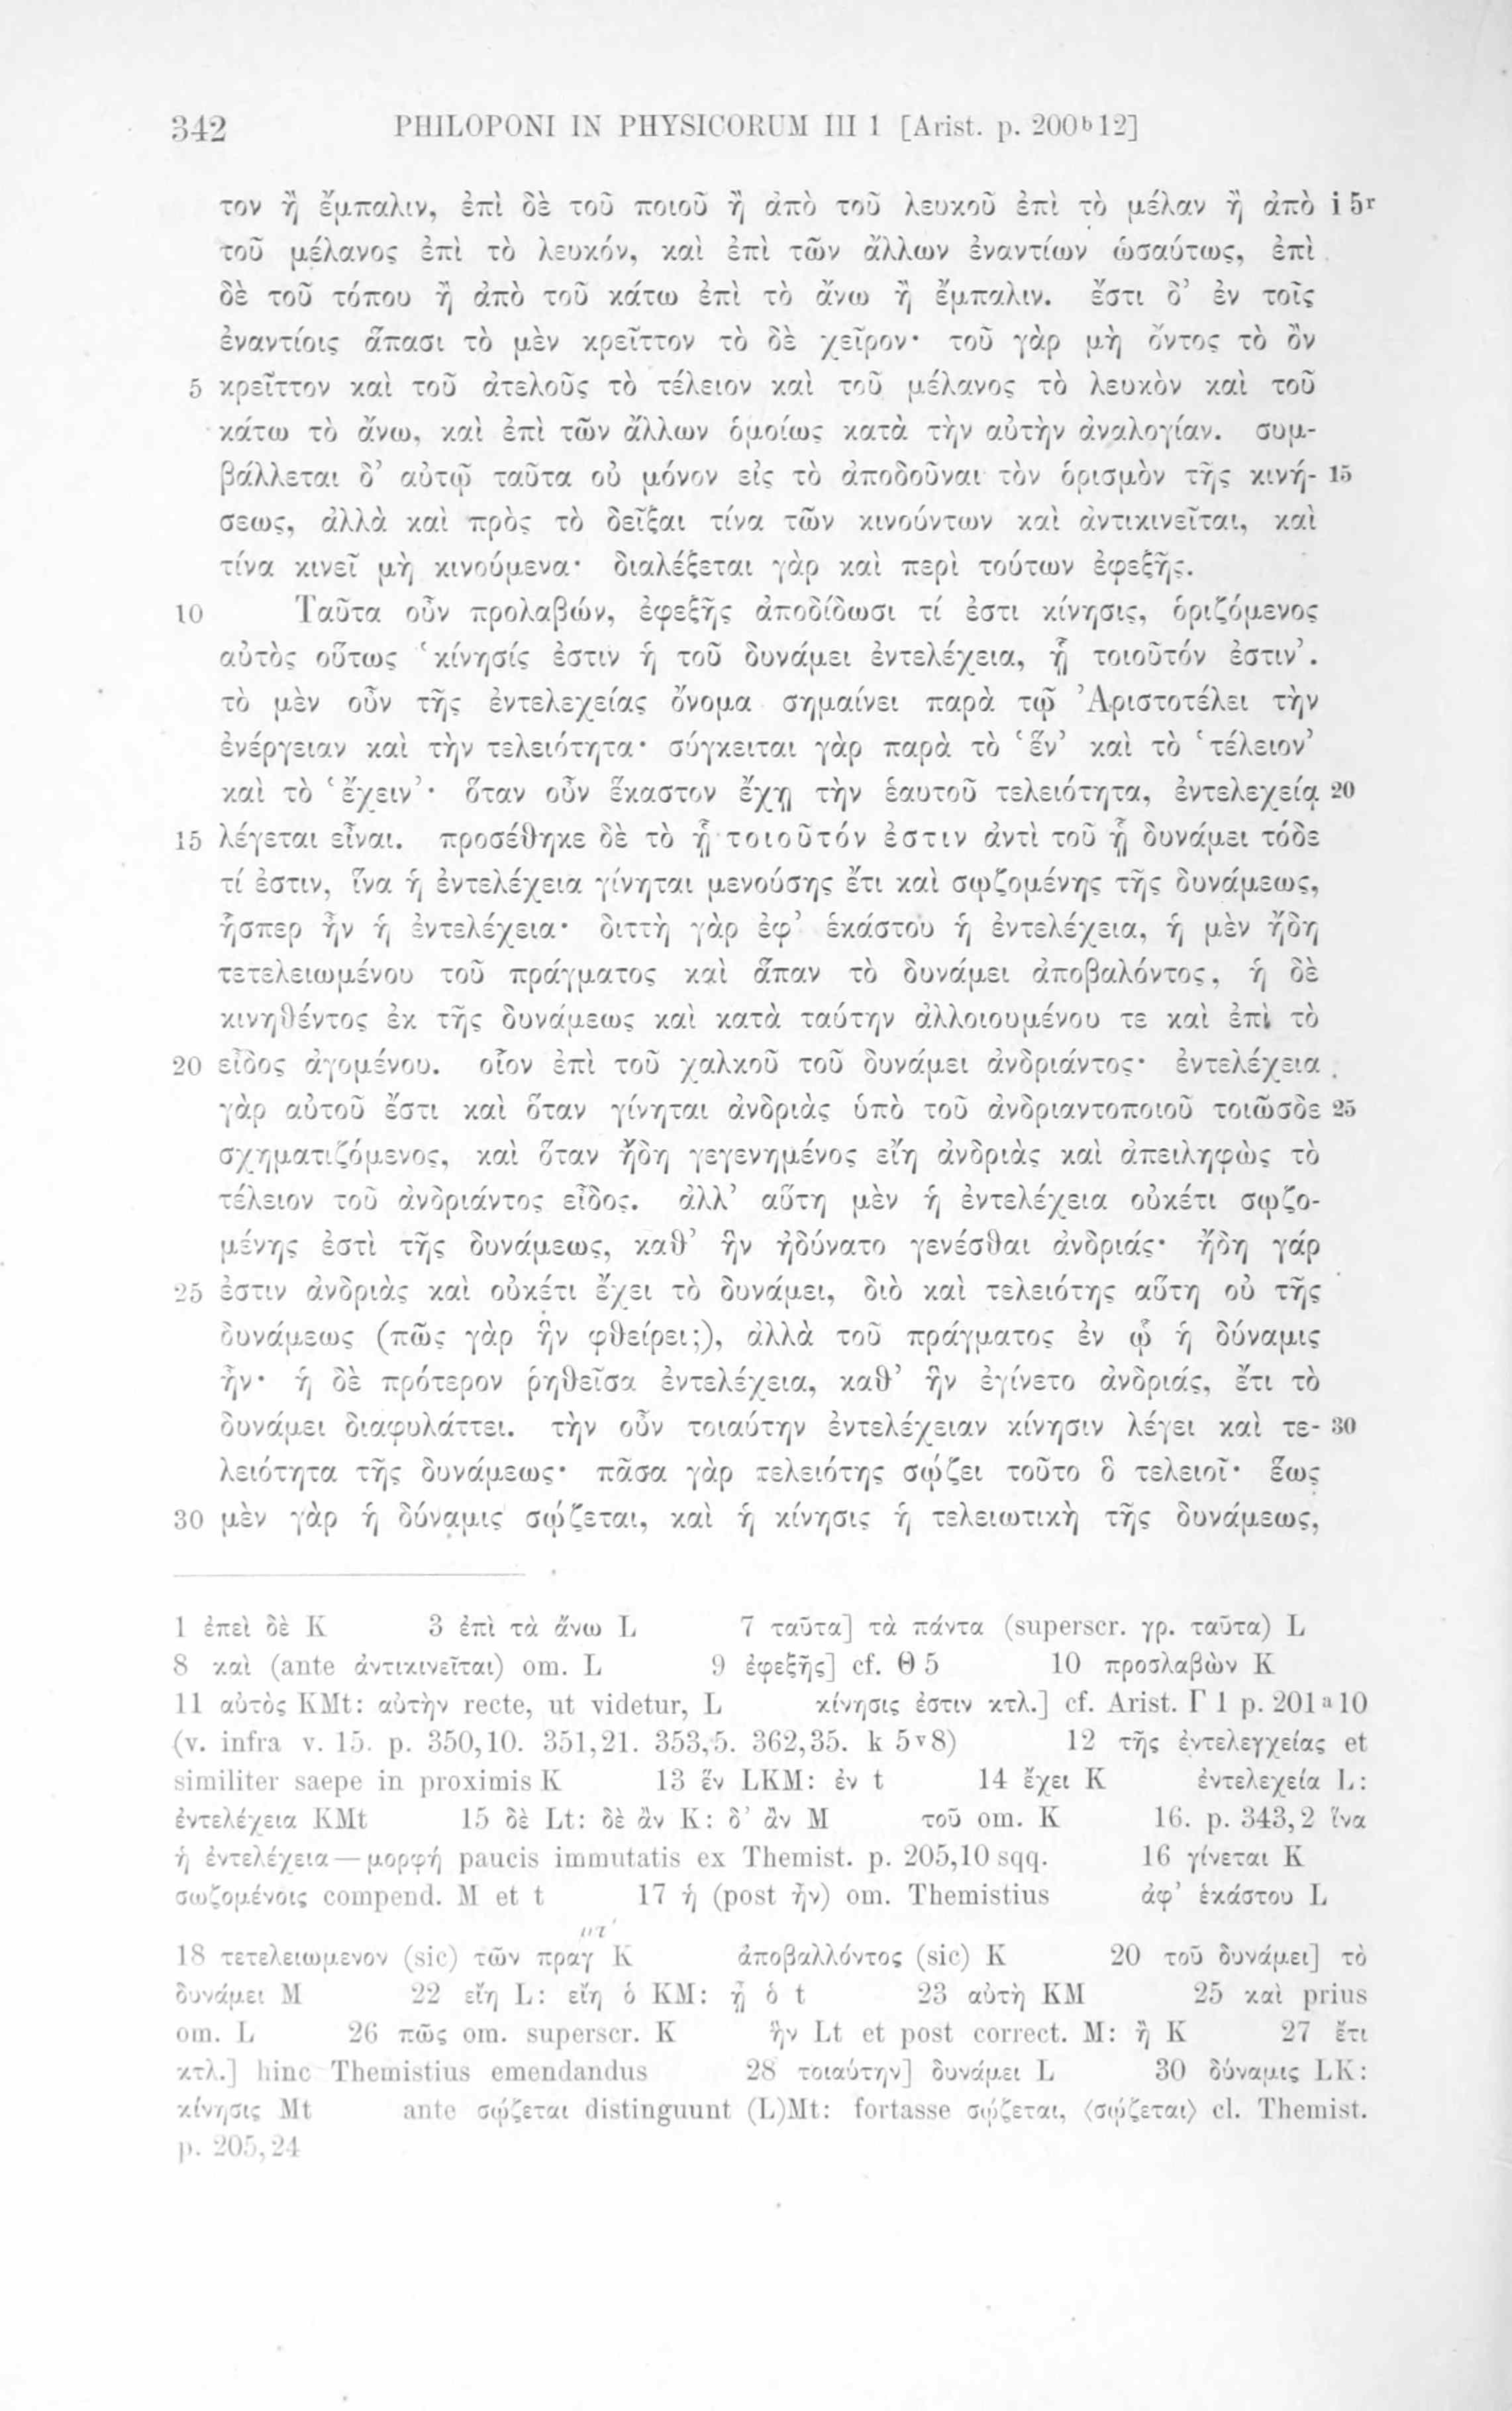 342 PHILOPONI IN PHYSICORUM III 1 [Arist. p. 200ᵇ12]
τον ἢ ἔμπαλιν, ἐπὶ δὲ τοῦ ποιοῦ ἢ ἀπὸ τοῦ λευκοῦ ἐπὶ τὸ μέλαν ἢ ἀπὸ i 5ʳ
τοῦ μέλανος ἐπὶ τὸ λευκόν, καὶ ἐπὶ τῶν ἄλλων ἐναντίων ὡσαύτως, ἐπὶ
δὲ τοῦ τόπου ἢ ἀπὸ τοῦ κάτω ἐπὶ τὸ ἄνω ἢ ἔμπαλιν. ἔστι δ’ ἐν τοῖς
ἐναντίοις ἅπασι τὸ μὲν κρεῖττον τὸ δὲ χεῖρον· τοῦ γὰρ μὴ ὄντος τὸ ὂν
5 κρεῖττον καὶ τοῦ ἀτελοῦς τὸ τέλειον καὶ τοῦ μέλανος τὸ λευκὸν καὶ τοῦ
κάτω τὸ ἄνω, καὶ ἐπὶ τῶν ἄλλων ὁμοίως κατὰ τὴν αὐτὴν ἀναλογίαν. συμ-
βάλλεται δ’ αὐτῷ ταῦτα οὐ μόνον εἰς τὸ ἀποδοῦναι τὸν ὁρισμὸν τῆς κινή- 15
σεως, ἀλλὰ καὶ πρὸς τὸ δεῖξαι τίνα τῶν κινούντων καὶ ἀντικινεῖται, καὶ
τίνα κινεῖ μὴ κινούμενα· διαλέξεται γὰρ καὶ περὶ τούτων ἐφεξῆς.
10 Ταῦτα οὖν προλαβών, ἐφεξῆς ἀποδίδωσι τί ἐστι κίνησις, ὁριζόμενος
αὐτὸς οὕτως ‘κίνησίς ἐστιν ἡ τοῦ δυνάμει ἐντελέχεια, ᾗ τοιοῦτόν ἐστιν’.
τὸ μὲν οὖν τῆς ἐντελεχείας ὄνομα σημαίνει παρὰ τῷ Ἀριστοτέλει τὴν
ἐνέργειαν καὶ τὴν τελειότητα· σύγκειται γὰρ παρὰ τὸ ‘ἕν’ καὶ τὸ ‘τέλειον’
καὶ τὸ ‘ἔχειν’· ὅταν οὖν ἕκαστον ἔχῃ τὴν ἑαυτοῦ τελειότητα, ἐντελεχείᾳ 20
15 λέγεται εἶναι. προσέθηκε δὲ τὸ ᾗ τοιοῦτόν ἐστιν ἀντὶ τοῦ ᾗ δυνάμει τόδε
τί ἐστιν, ἵνα ἡ ἐντελέχεια γίνηται μενούσης ἔτι καὶ σῳζομένης τῆς δυνάμεως,
ἧσπερ ἦν ἡ ἐντελέχεια· διττὴ γὰρ ἐφ’ ἑκάστου ἡ ἐντελέχεια, ἡ μὲν ἤδη
τετελειωμένου τοῦ πράγματος καὶ ἅπαν τὸ δυνάμει ἀποβαλόντος, ἡ δὲ
κινηθέντος ἐκ τῆς δυνάμεως καὶ κατὰ ταύτην ἀλλοιουμένου τε καὶ ἐπὶ τὸ
20 εἶδος ἀγομένου. οἷον ἐπὶ τοῦ χαλκοῦ τοῦ δυνάμει ἀνδριάντος· ἐντελέχεια
γὰρ αὐτοῦ ἔστι καὶ ὅταν γίνηται ἀνδριὰς ὑπὸ τοῦ ἀνδριαντοποιοῦ τοιῶσδε 25
σχηματιζόμενος, καὶ ὅταν ἤδη γεγενημένος εἴη ἀνδριὰς καὶ ἀπειληφὼς τὸ
τέλειον τοῦ ἀνδριάντος εἶδος. ἀλλ’ αὕτη μὲν ἡ ἐντελέχεια οὐκέτι σῳζο-
μένης ἐστὶ τῆς δυνάμεως, καθ’ ἣν ἠδύνατο γενέσθαι ἀνδριάς· ἤδη γάρ
25 ἐστιν ἀνδριὰς καὶ οὐκέτι ἔχει τὸ δυνάμει, διὸ καὶ τελειότης αὕτη οὐ τῆς
δυνάμεως (πῶς γὰρ ἣν φθείρει;), ἀλλὰ τοῦ πράγματος ἐν ᾧ ἡ δύναμις
ἦν· ἡ δὲ πρότερον ῥηθεῖσα ἐντελέχεια, καθ’ ἣν ἐγίνετο ἀνδριάς, ἔτι τὸ
δυνάμει διαφυλάττει. τὴν οὖν τοιαύτην ἐντελέχειαν κίνησιν λέγει καὶ τε- 30
λειότητα τῆς δυνάμεως· πᾶσα γὰρ τελειότης σῴζει τοῦτο ὃ τελειοῖ· ἕως
30 μὲν γὰρ ἡ δύναμις σῴζεται, καὶ ἡ κίνησις ἡ τελειωτικὴ τῆς δυνάμεως,
1 ἐπεὶ δὲ K 3 ἐπὶ τὰ ἄνω L 7 ταῦτα] τὰ πάντα (superscr. γρ. ταῦτα) L
8 καὶ (ante ἀντικινεῖται) om. L 9 ἐφεξῆς] cf. Θ 5 10 προσλαβὼν K
11 αὐτὸς KMt: αὐτὴν recte, ut videtur, L κίνησις ἐστιν κτλ.] cf. Arist. Γ 1 p. 201ᵃ10
(v. infra v. 15. p. 350,10. 351,21. 353,5. 362,35. k 5ᵛ8) 12 τῆς ἐντελεγχείας et
similiter saepe in proximis K 13 ἕν LKM: ἐν t 14 ἔχει K ἐντελεχεία L:
ἐντελέχεια KMt 15 δὲ Lt: δὲ ἂν K: δ’ ἂν M τοῦ om. K 16. p. 343,2 ἵνα
ἡ ἐντελέχεια—μορφή paucis immutatis ex Themist. p. 205,10 sqq. 16 γίνεται K
σωζομένοις compend. M et t 17 ἡ (post ἦν) om. Themistius ἀφ’ ἑκάστου L
18 τετελειωμενον (sic) τῶν πραγ K ἀποβαλλόντος (sic) K 20 τοῦ δυνάμει] τὸ
δυνάμει M 22 εἴη L: εἴη ὁ KM: ᾖ ὁ t 23 αὐτὴ KM 25 καὶ prius
om. L 26 πῶς om. superscr. K ἣν Lt et post correct. M: ἢ K 27 ἔτι
κτλ.] hinc Themistius emendandus 28 τοιαύτην] δυνάμει L 30 δύναμις LK:
κίνησις Mt ante σῴζεται distinguunt (L)Mt: fortasse σῴζεται, ⟨σῴζεται⟩ cl. Themist.
p. 205,24